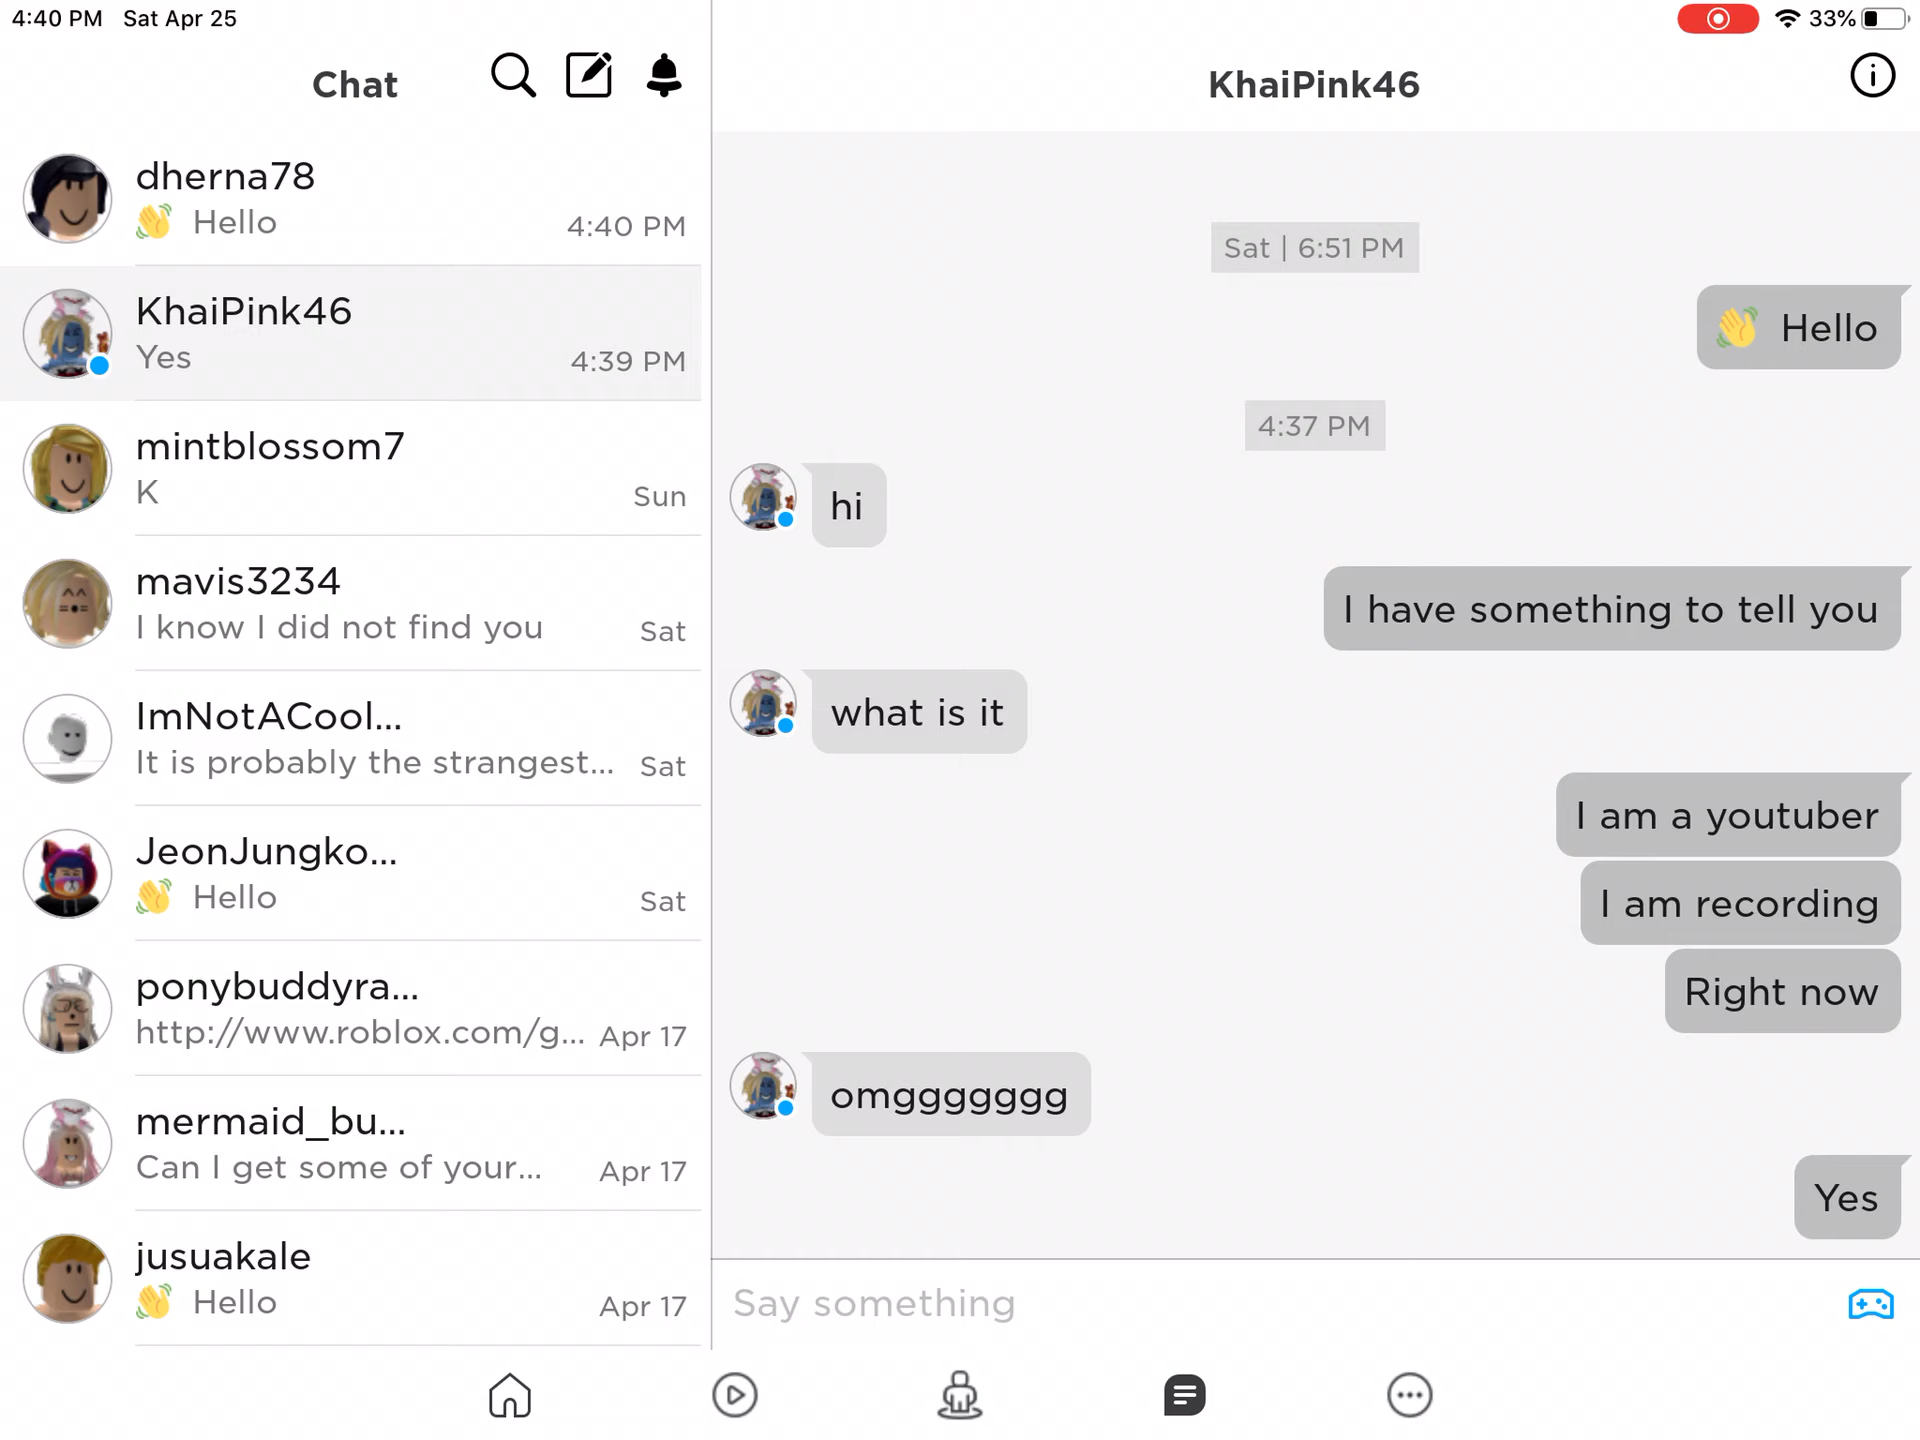 4:40 PM Sat Apr 25
33%
Chat
dherna78
👋 Hello
4:40 PM
KhaiPink46
Yes
4:39 PM
mintblossom7
K
Sun
mavis3234
I know I did not find you
Sat
ImNotACool...
It is probably the strangest...
Sat
JeonJungko...
👋 Hello
Sat
ponybuddyra...
http://www.roblox.com/g...
Apr 17
mermaid_bu...
Can I get some of your...
Apr 17
jusuakale
👋 Hello
Apr 17
KhaiPink46
Sat | 6:51 PM
👋 Hello
4:37 PM
hi
I have something to tell you
what is it
I am a youtuber
I am recording
Right now
omggggggg
Yes
Say something